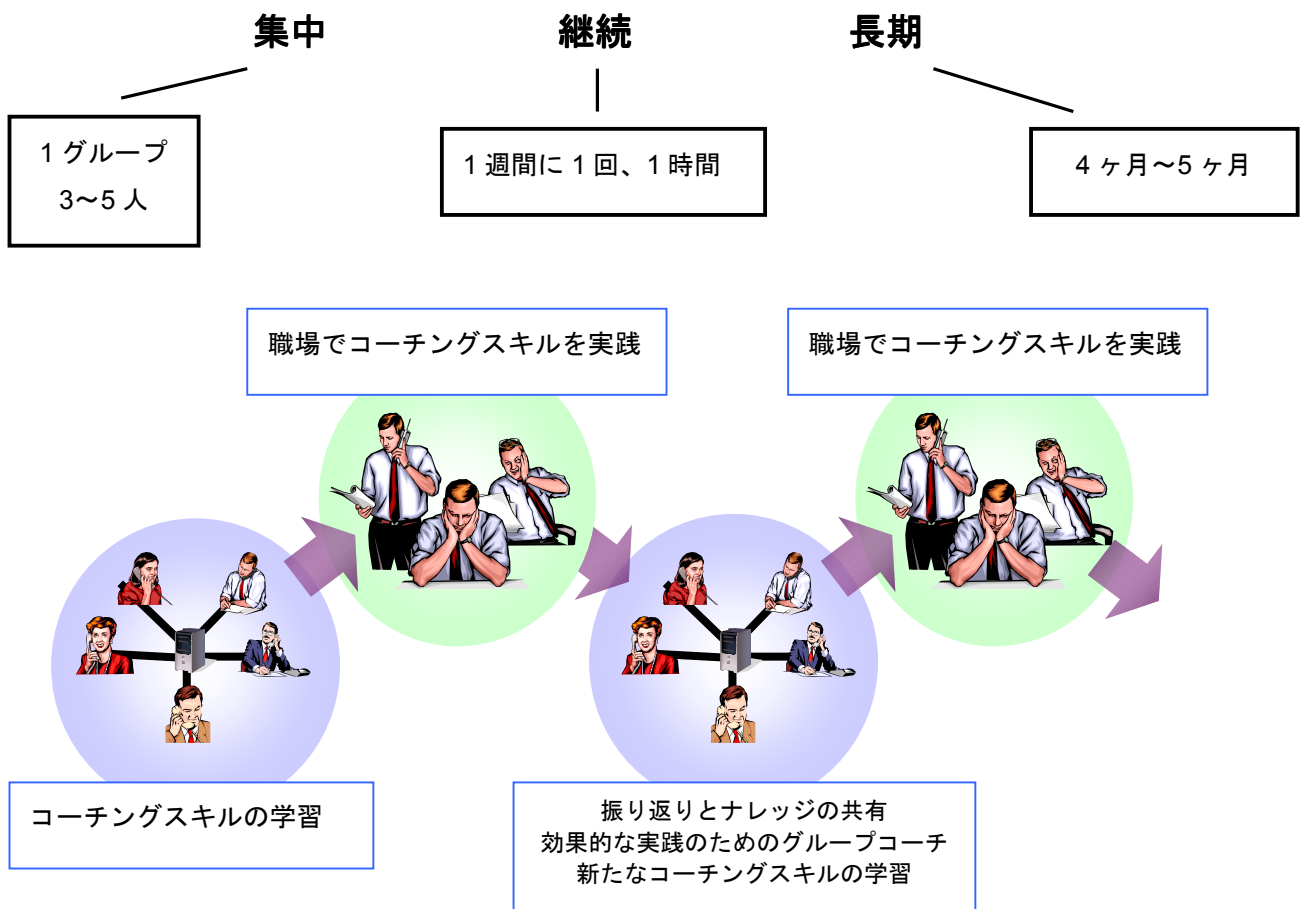 集中 継続 長期
1 グループ
3～5 人
1 週間に 1 回、1 時間
4 ヶ月～5 ヶ月
職場でコーチングスキルを実践
職場でコーチングスキルを実践
コーチングスキルの学習
振り返りとナレッジの共有
効果的な実践のためのグループコーチ
新たなコーチングスキルの学習